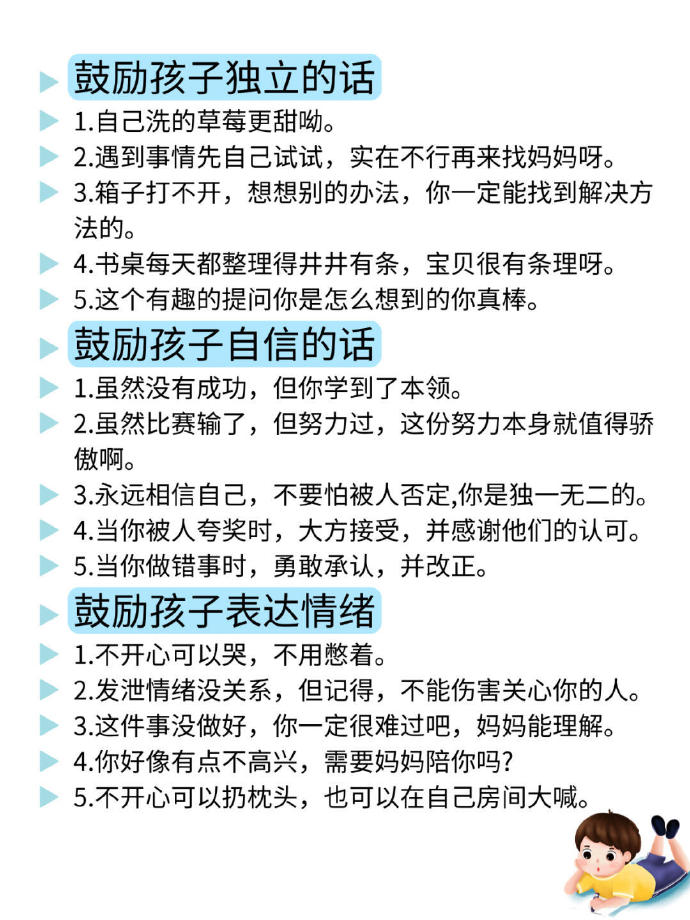 鼓励孩子独立的话
1.自己洗的草莓更甜呦。
2.遇到事情先自己试试，实在不行再来找妈妈呀。
3.箱子打不开，想想别的办法，你一定能找到解决方
法的。
4.书桌每天都整理得井井有条，宝贝很有条理呀。
5.这个有趣的提问你是怎么想到的你真棒。
鼓励孩子自信的话
1.虽然没有成功，但你学到了本领。
2.虽然比赛输了，但努力过，这份努力本身就值得骄
傲啊。
3.永远相信自己，不要怕被人否定,你是独一无二的。
4.当你被人夸奖时，大方接受，并感谢他们的认可。
5.当你做错事时，勇敢承认，并改正。
鼓励孩子表达情绪
1.不开心可以哭，不用憋着。
2.发泄情绪没关系，但记得，不能伤害关心你的人。
3.这件事没做好，你一定很难过吧，妈妈能理解。
4.你好像有点不高兴，需要妈妈陪你吗?
5.不开心可以扔枕头，也可以在自己房间大喊。